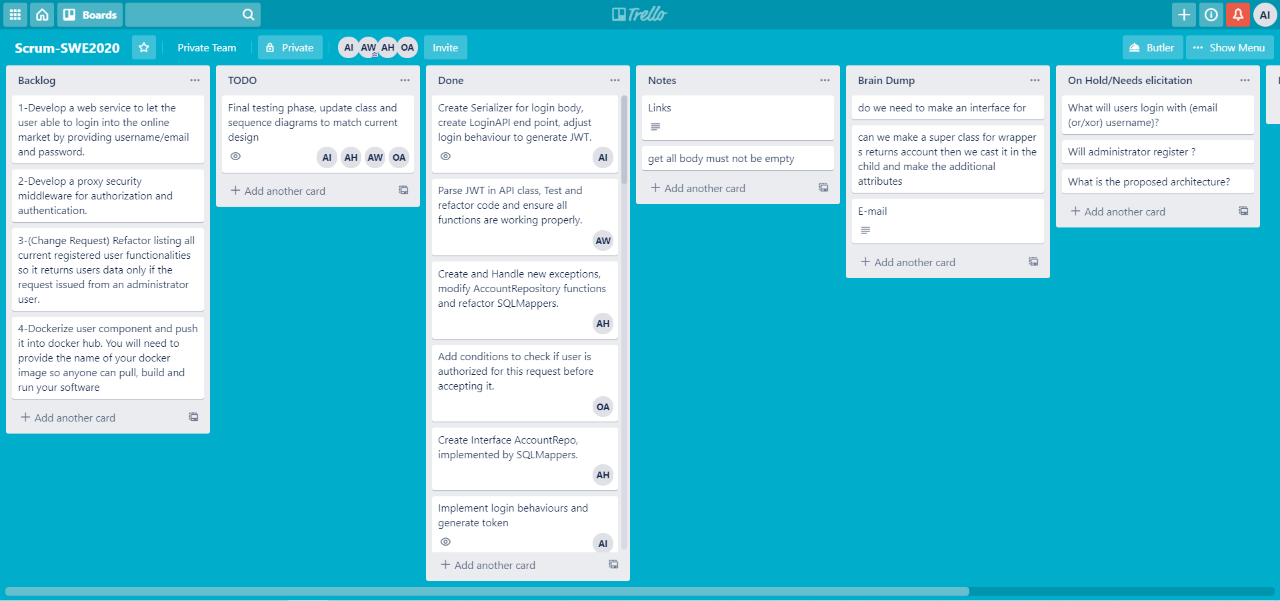 Boards
Trello
AI
Scrum-SWE2020
Private Team
Private
AI AW AH OA
Invite
Butler
Show Menu
Backlog
1-Develop a web service to let the
user able to login into the online
market by providing username/email
and password.
2-Develop a proxy security
middleware for authorization and
authentication.
3-(Change Request) Refactor listing all
current registered user functionalities
so it returns users data only if the
request issued from an administrator
user.
4-Dockerize user component and push
it into docker hub. You will need to
provide the name of your docker
image so anyone can pull, build and
run your software
+ Add another card
TODO
Final testing phase, update class and
sequence diagrams to match current
design
AI AH AW OA
+ Add another card
Done
Create Serializer for login body,
create LoginAPI end point, adjust
login behaviour to generate JWT.
AI
Parse JWT in API class, Test and
refactor code and ensure all
functions are working properly.
AW
Create and Handle new exceptions,
modify AccountRepository functions
and refactor SQLMappers.
AH
Add conditions to check if user is
authorized for this request before
accepting it.
OA
Create Interface AccountRepo,
implemented by SQLMappers.
AH
Implement login behaviours and
generate token
AI
+ Add another card
Notes
Links
get all body must not be empty
+ Add another card
Brain Dump
do we need to make an interface for
can we make a super class for wrapper
s returns account then we cast it in the
child and make the additional
attributes
E-mail
+ Add another card
On Hold/Needs elicitation
What will users login with (email
(or/xor) username)?
Will administrator register ?
What is the proposed architecture?
+ Add another card